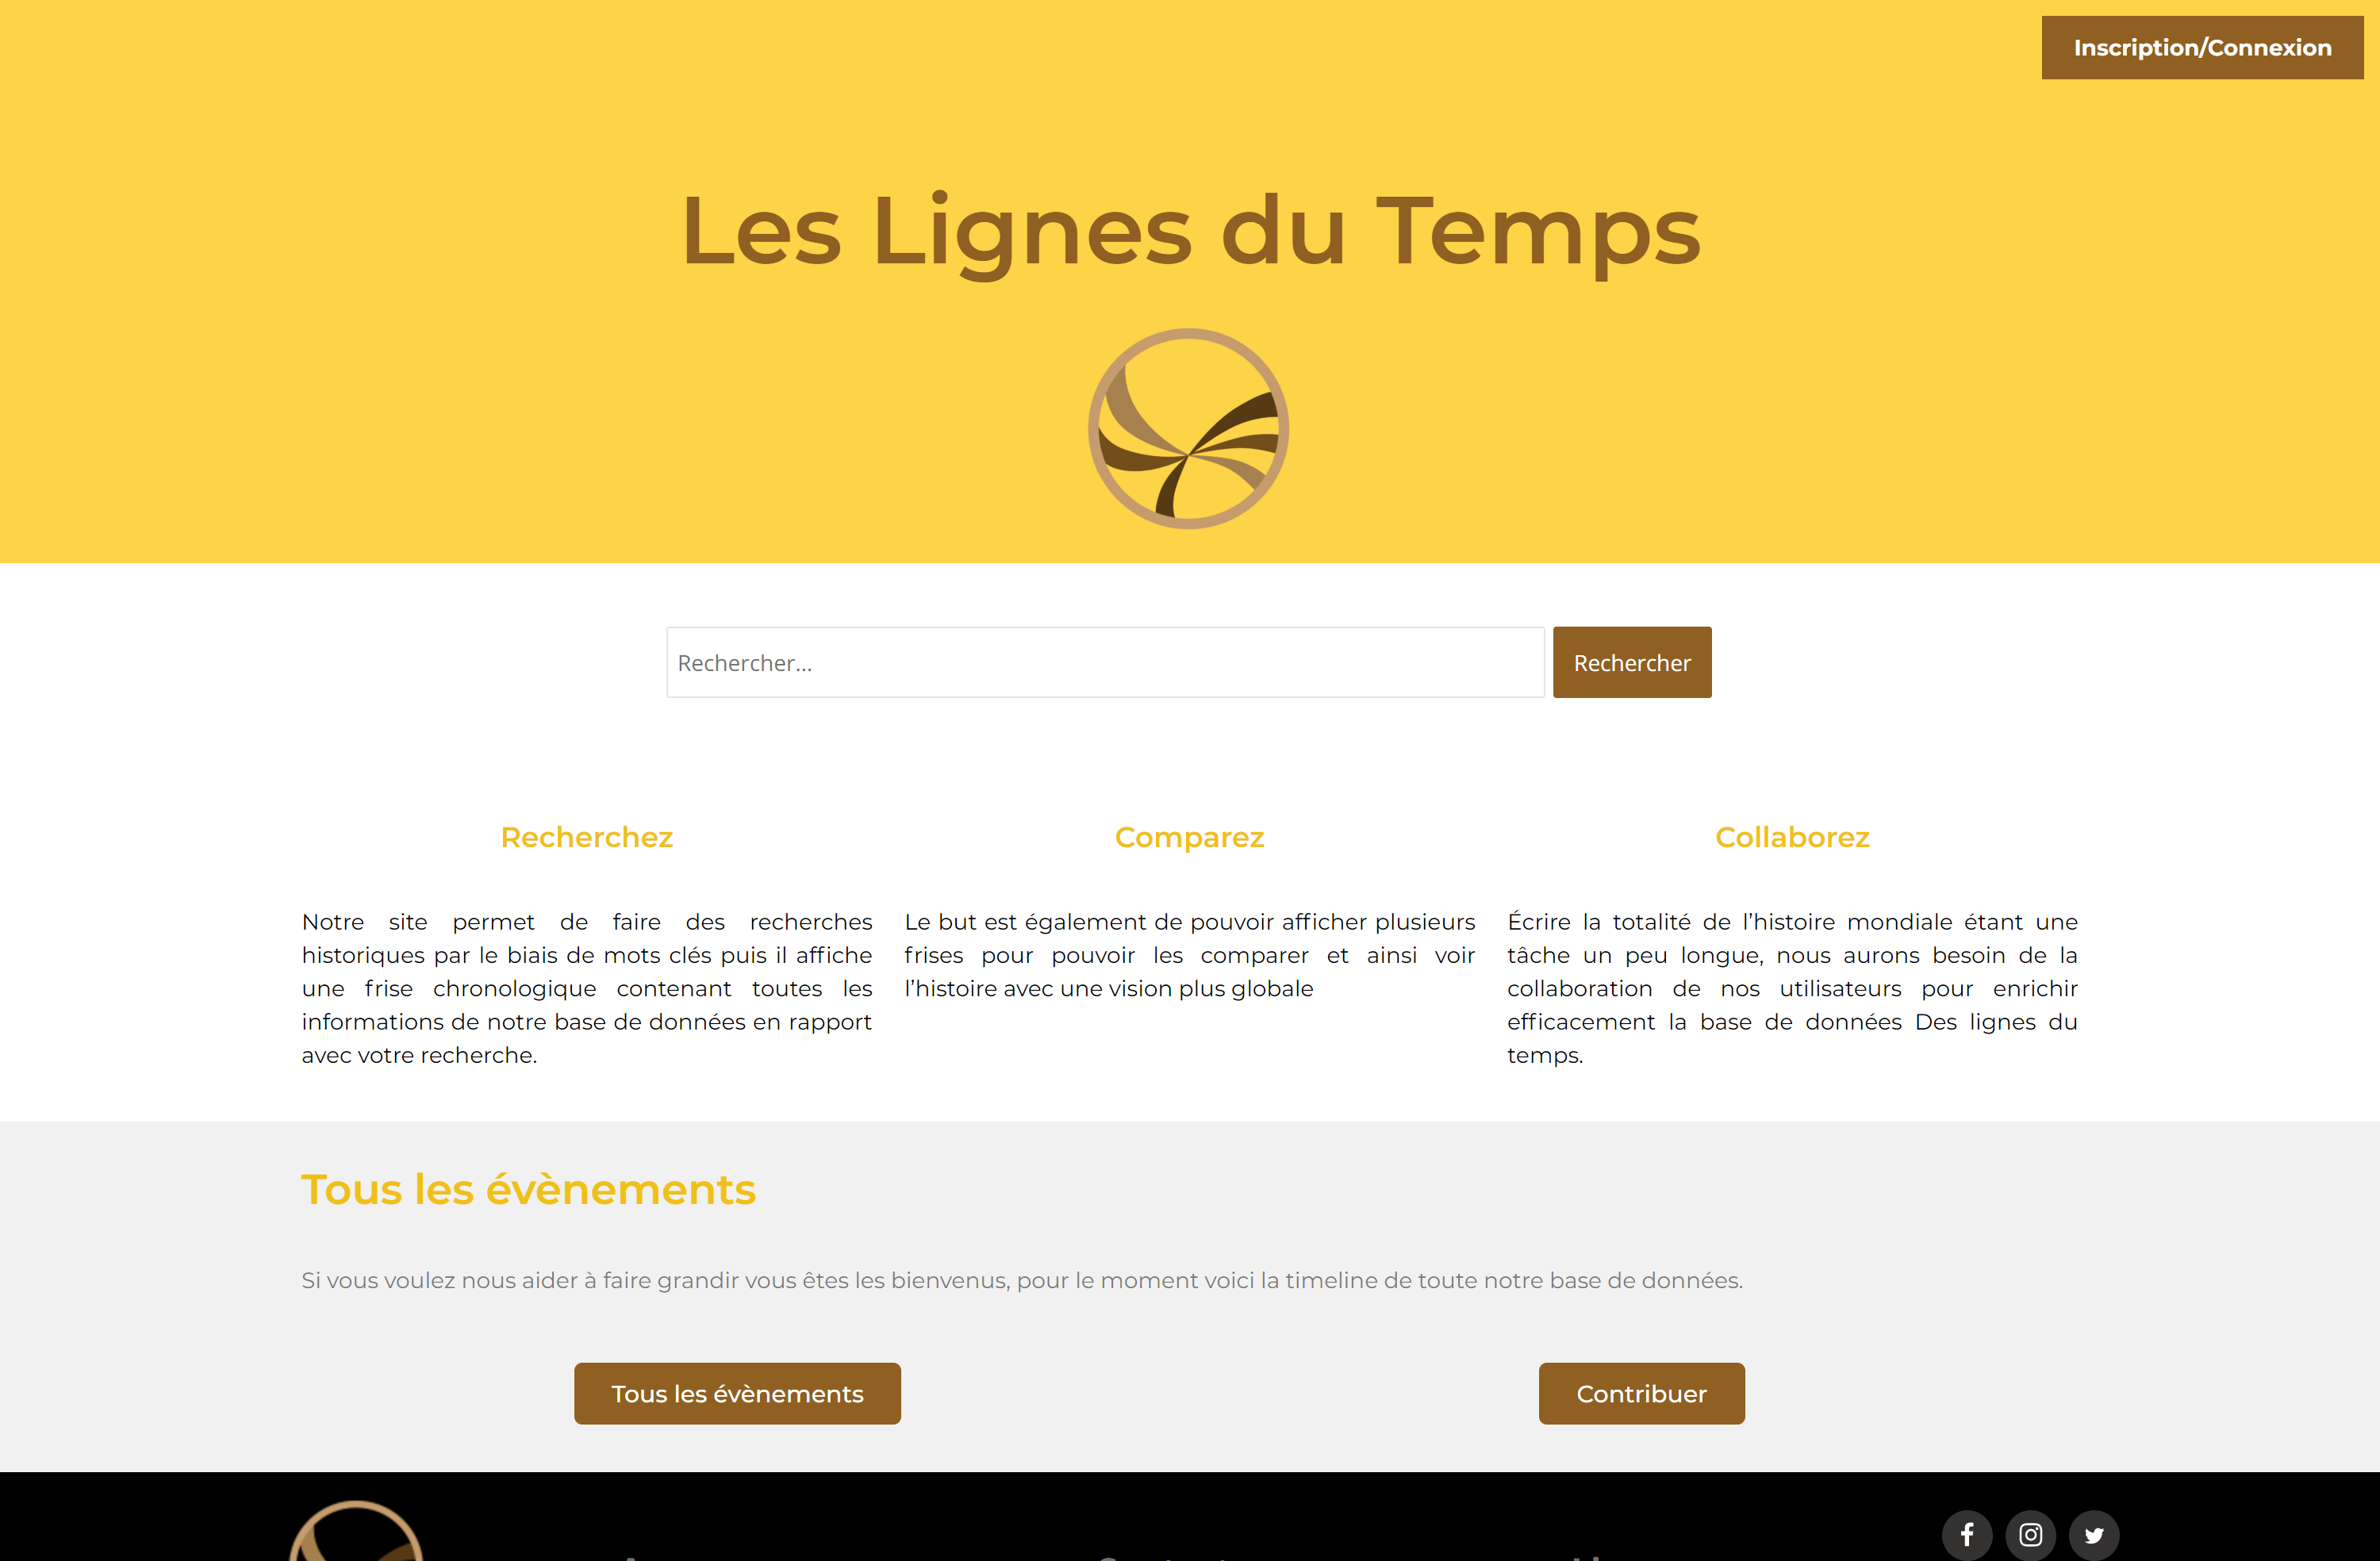 Inscription/Connexion
Les Lignes du Temps
Rechercher...
Rechercher
Recherchez
Notre site permet de faire des recherches
historiques par le biais de mots clés puis il affiche
une frise chronologique contenant toutes les
informations de notre base de données en rapport
avec votre recherche.
Comparez
Le but est également de pouvoir afficher plusieurs
frises pour pouvoir les comparer et ainsi voir
l’histoire avec une vision plus globale
Collaborez
Écrire la totalité de l’histoire mondiale étant une
tâche un peu longue, nous aurons besoin de la
collaboration de nos utilisateurs pour enrichir
efficacement la base de données Des lignes du
temps.
Tous les évènements
Si vous voulez nous aider à faire grandir vous êtes les bienvenus, pour le moment voici la timeline de toute notre base de données.
Tous les évènements
Contribuer